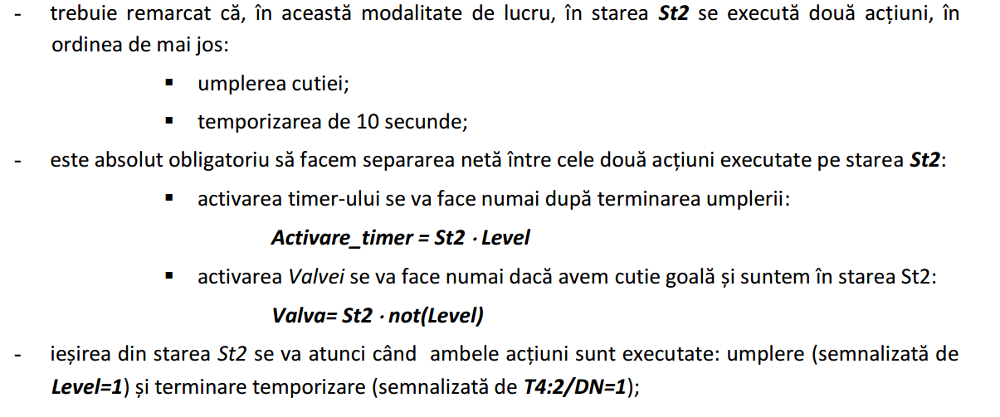 - trebuie remarcat că, în această modalitate de lucru, în starea St2 se execută două acțiuni, în
ordinea de mai jos:
▪ umplerea cutiei;
▪ temporizarea de 10 secunde;
- este absolut obligatoriu să facem separarea netă între cele două acțiuni executate pe starea St2:
▪ activarea timer-ului se va face numai după terminarea umplerii:
Activare_timer = St2 · Level
▪ activarea Valvei se va face numai dacă avem cutie goală și suntem în starea St2:
Valva= St2 · not(Level)
- ieșirea din starea St2 se va atunci când ambele acțiuni sunt executate: umplere (semnalizată de
Level=1) și terminare temporizare (semnalizată de T4:2/DN=1);